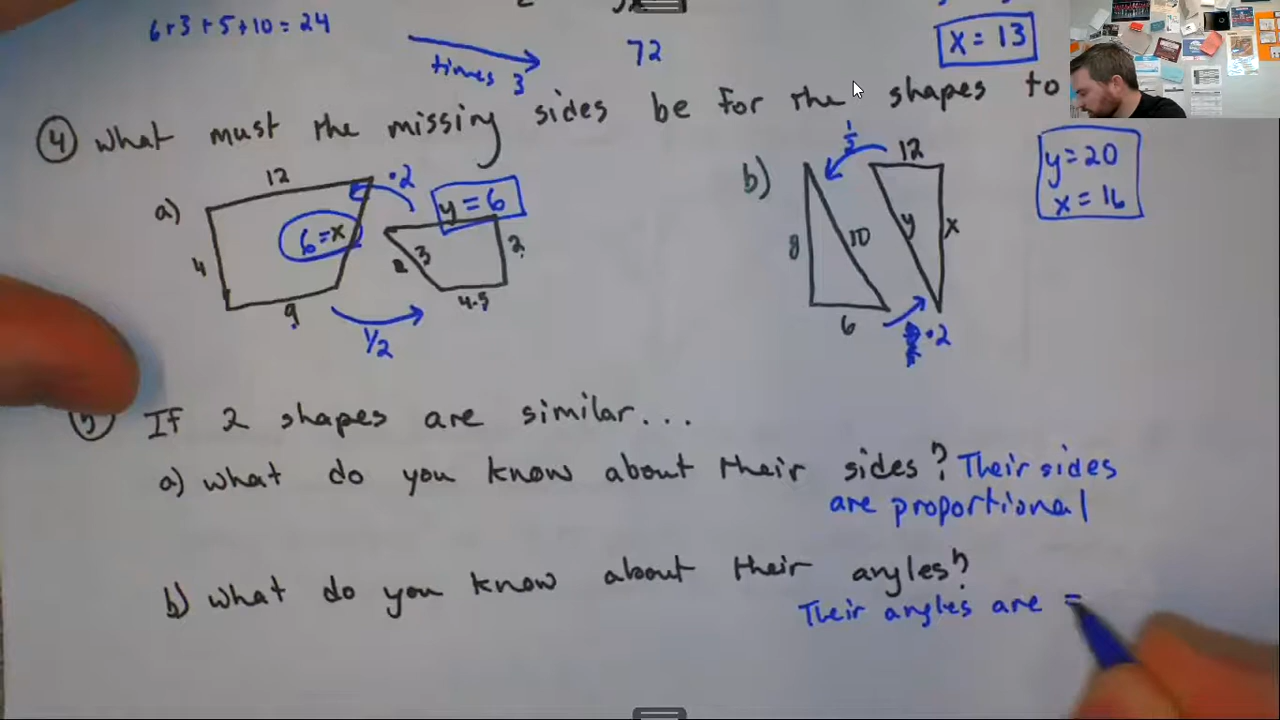 6+3+5+10=24
times 3
72
x = 13
④ What must the missing sides be for the shapes to
a)
12
4
9
6=x
1/2
·2
y = 6
3
2
4.5
b)
8
10
6
1/2
12
y
x
·2
y=20
x=16
If 2 shapes are similar...
a) what do you know about their sides? Their sides
are proportional
b) What do you know about their angles?
Their angles are =